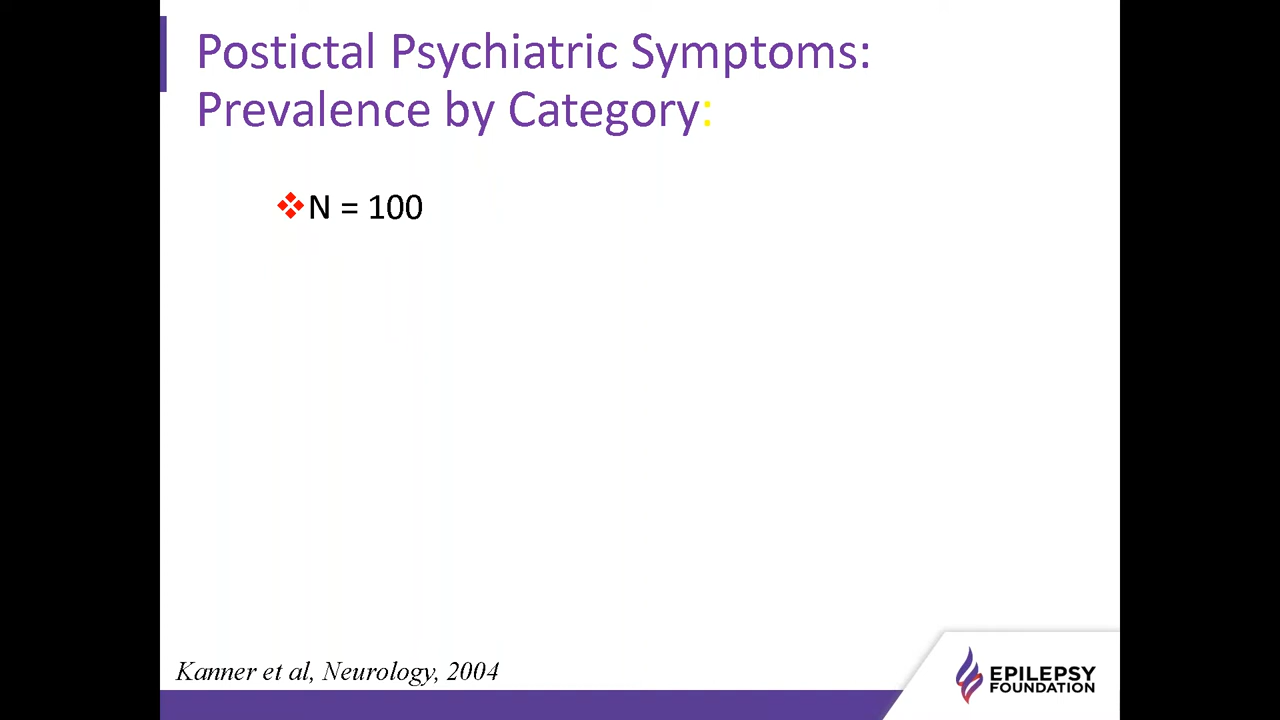 Postictal Psychiatric Symptoms:
Prevalence by Category:
N = 100
Kanner et al, Neurology, 2004
EPILEPSY
FOUNDATION